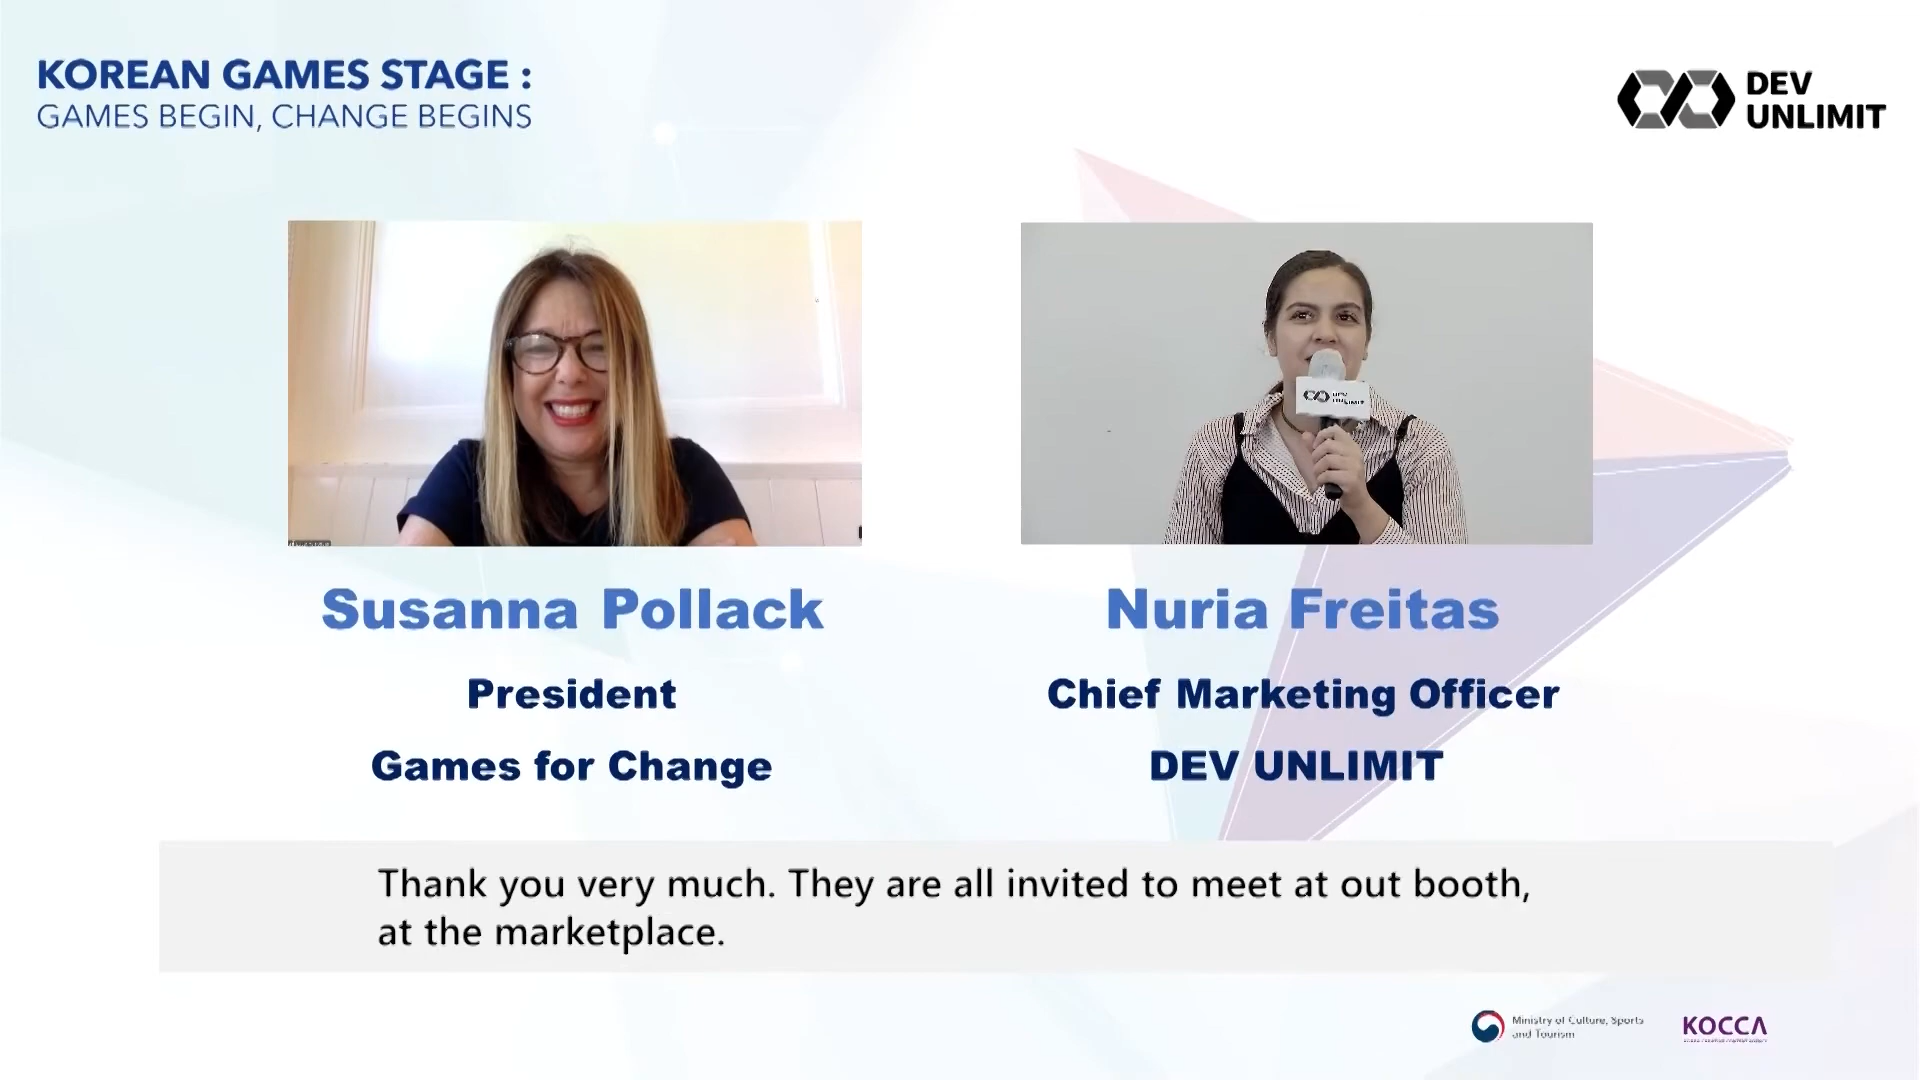 KOREAN GAMES STAGE :
GAMES BEGIN, CHANGE BEGINS
DEV
UNLIMIT
DEV
UNLIMIT
Susanna Pollack
Nuria Freitas
President
Chief Marketing Officer
Games for Change
DEV UNLIMIT
Thank you very much. They are all invited to meet at out booth,
at the marketplace.
Ministry of Culture, Sports
and Tourism
KOCCA